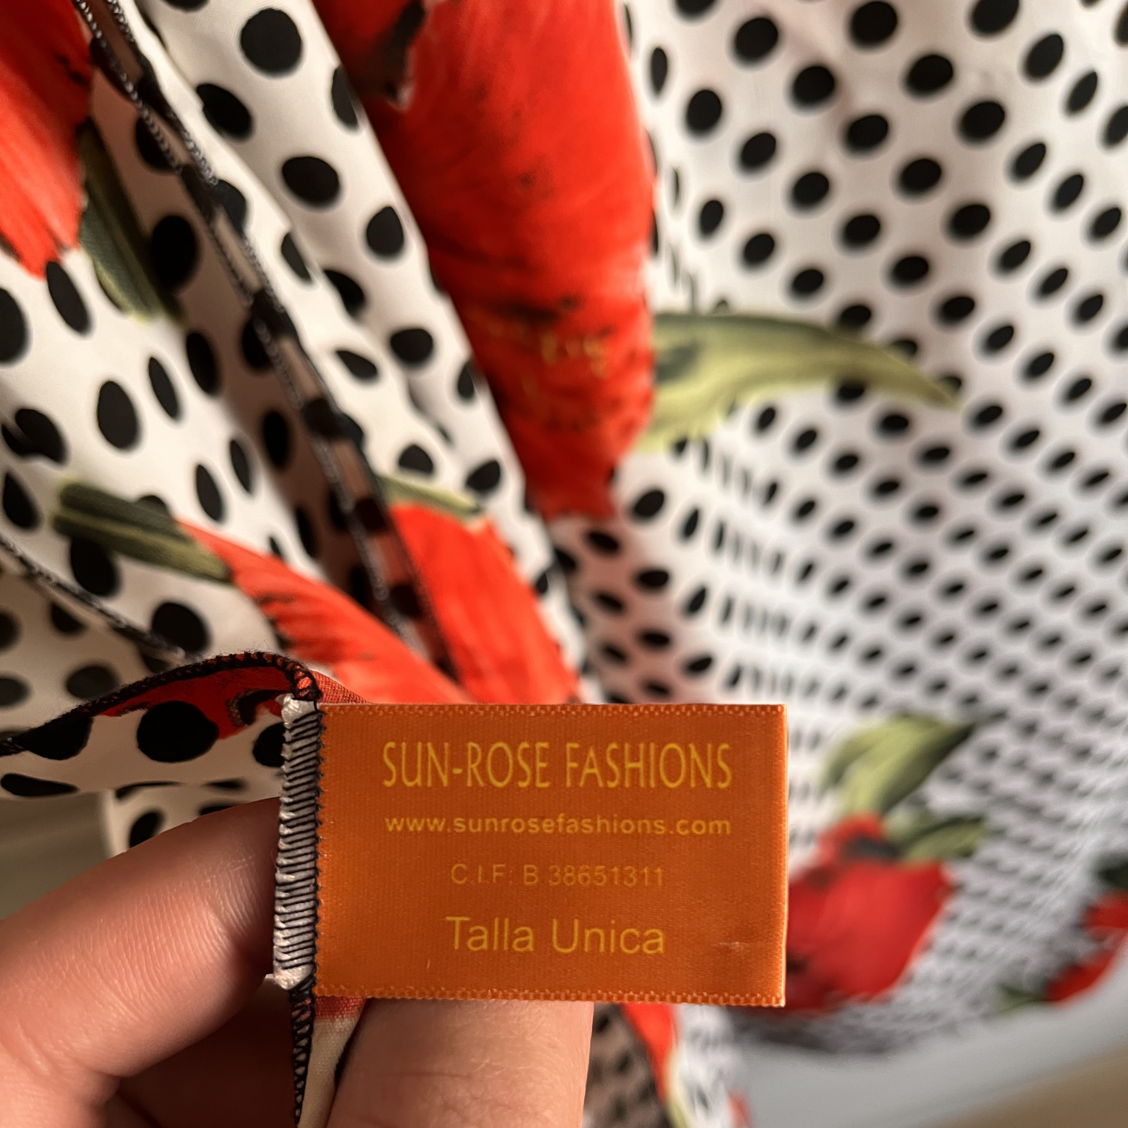 SUN-ROSE FASHIONS
www.sunrosefashions.com
C.I.F: B 38651311
Talla Unica